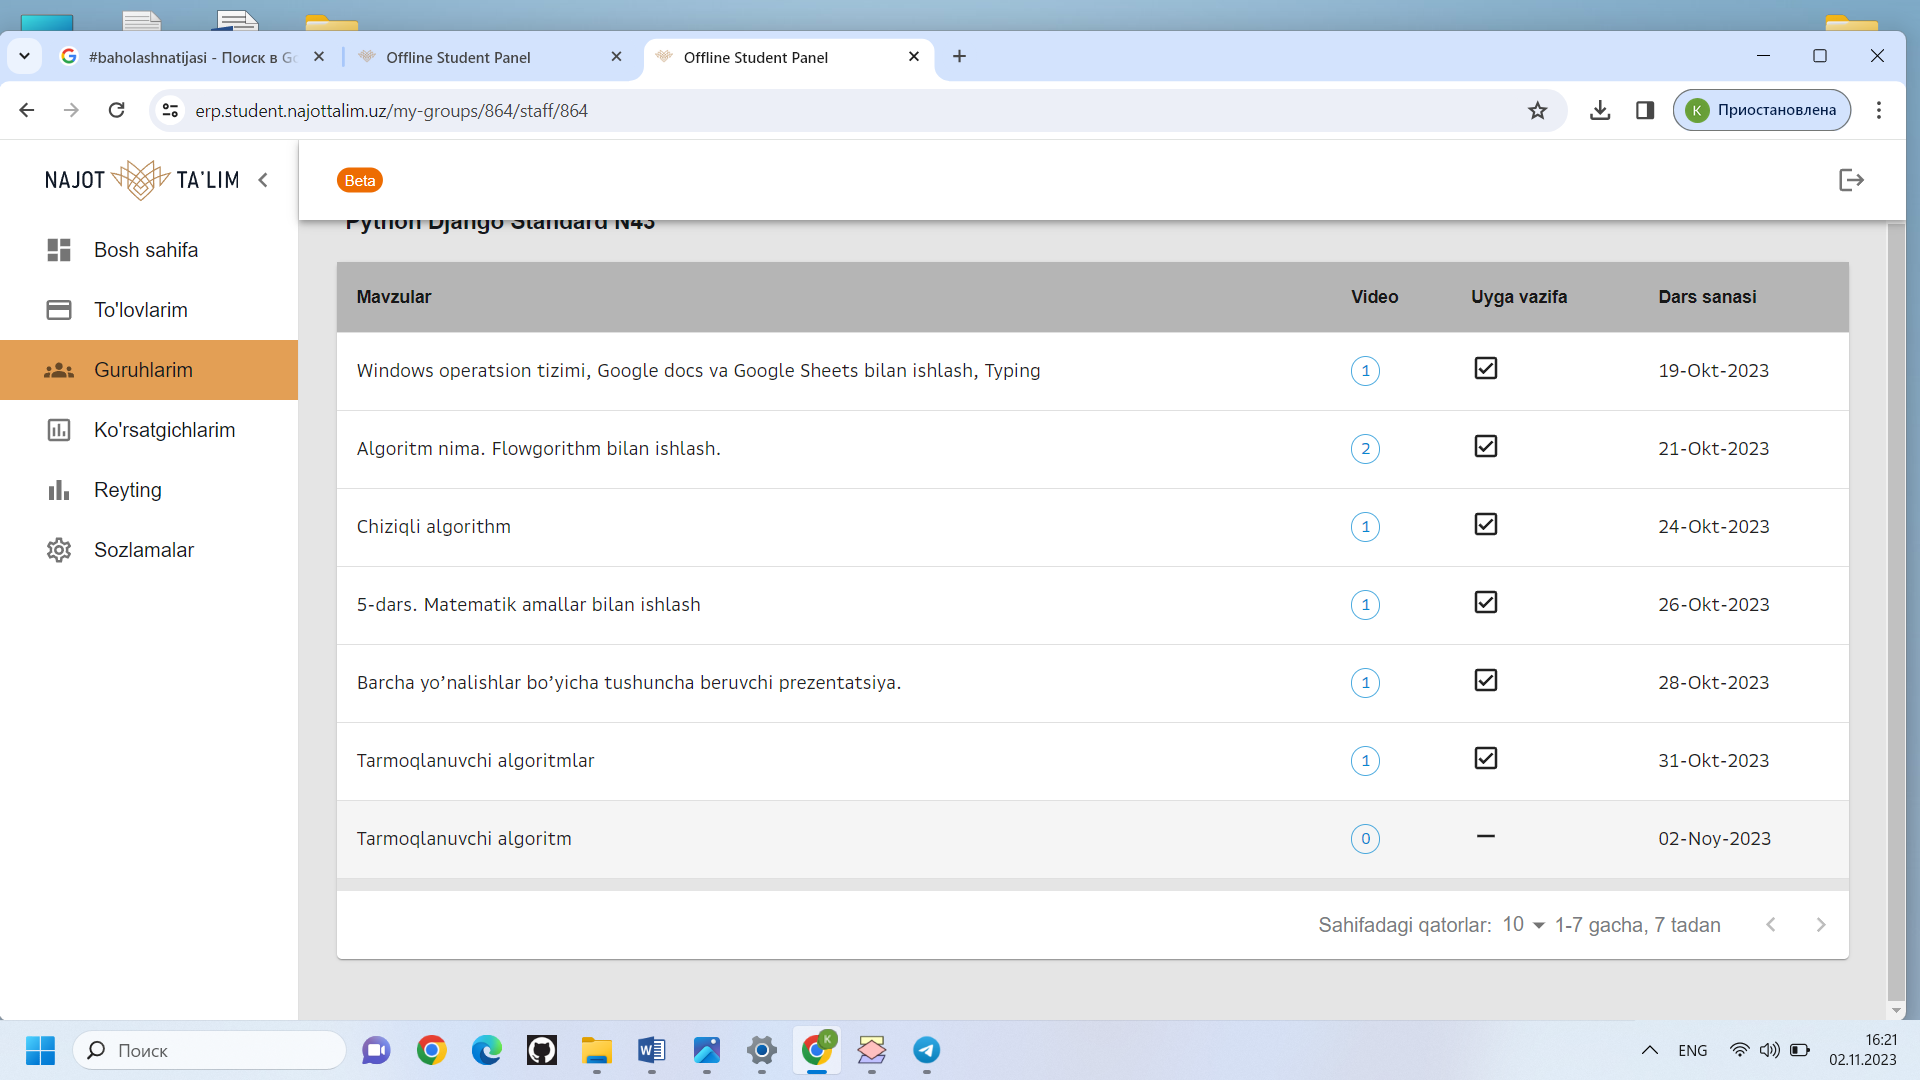 #baholashnatijasi - Поиск в Go
Offline Student Panel
Offline Student Panel
erp.student.najottalim.uz/my-groups/864/staff/864
K Приостановлена
NAJOT TA'LIM
Beta
Bosh sahifa
To'lovlarim
Guruhlarim
Ko'rsatgichlarim
Reyting
Sozlamalar
Python Django Standard N43
Mavzular Video Uyga vazifa Dars sanasi
Windows operatsion tizimi, Google docs va Google Sheets bilan ishlash, Typing 1 19-Okt-2023
Algoritm nima. Flowgorithm bilan ishlash. 2 21-Okt-2023
Chiziqli algorithm 1 24-Okt-2023
5-dars. Matematik amallar bilan ishlash 1 26-Okt-2023
Barcha yo’nalishlar bo’yicha tushuncha beruvchi prezentatsiya. 1 28-Okt-2023
Tarmoqlanuvchi algoritmlar 1 31-Okt-2023
Tarmoqlanuvchi algoritm 0 — 02-Noy-2023
Sahifadagi qatorlar: 10 1-7 gacha, 7 tadan
Поиск
K
ENG
16:21
02.11.2023